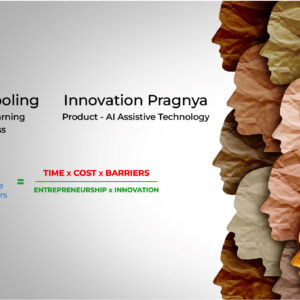 ooling
Innovation Pragnya
arning
Product - AI Assistive Technology
ss
TIME x COST x BARRIERS
=
e
rs
ENTREPRENEURSHIP x INNOVATION